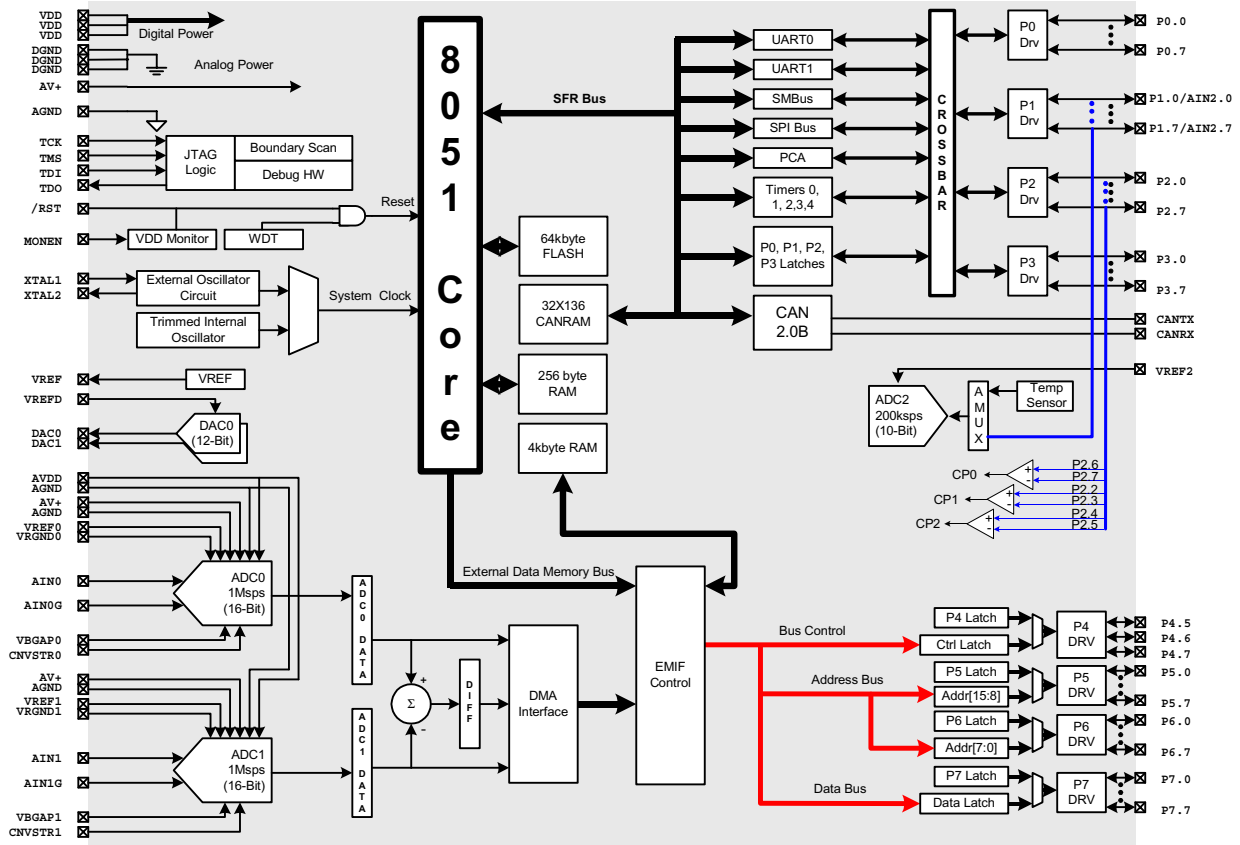 VDD
VDD
VDD
Digital Power
DGND
DGND
DGND
Analog Power
AV+
AGND
TCK
TMS
TDI
TDO
JTAG
Logic
Boundary Scan
Debug HW
/RST
Reset
MONEN
VDD Monitor
WDT
XTAL1
XTAL2
External Oscillator
Circuit
Trimmed Internal
Oscillator
System Clock
VREF
VREF
VREFD
DAC0
DAC1
DAC0
(12-Bit)
AVDD
AGND
AV+
AGND
VREF0
VRGND0
AIN0
AIN0G
VBGAP0
CNVSTR0
ADC0
1Msps
(16-Bit)
AV+
AGND
VREF1
VRGND1
AIN1
AIN1G
VBGAP1
CNVSTR1
ADC1
1Msps
(16-Bit)
ADC0 DATA
ADC1 DATA
+
Σ
-
DIFF
DMA
Interface
EMIF
Control
External Data Memory Bus
8051 Core
SFR Bus
64kbyte
FLASH
32X136
CANRAM
256 byte
RAM
4kbyte RAM
UART0
UART1
SMBus
SPI Bus
PCA
Timers 0,
1, 2,3,4
P0, P1, P2,
P3 Latches
CAN
2.0B
CROSSBAR
P0
Drv
P1
Drv
P2
Drv
P3
Drv
P0.0
P0.7
P1.0/AIN2.0
P1.7/AIN2.7
P2.0
P2.7
P3.0
P3.7
CANTX
CANRX
VREF2
ADC2
200ksps
(10-Bit)
AMUX
Temp
Sensor
CP0
+
-
P2.6
P2.7
CP1
+
-
P2.2
P2.3
CP2
+
-
P2.4
P2.5
Bus Control
Address Bus
Data Bus
P4 Latch
Ctrl Latch
P4
DRV
P4.5
P4.6
P4.7
P5 Latch
Addr[15:8]
P5
DRV
P5.0
P5.7
P6 Latch
Addr[7:0]
P6
DRV
P6.0
P6.7
P7 Latch
Data Latch
P7
DRV
P7.0
P7.7